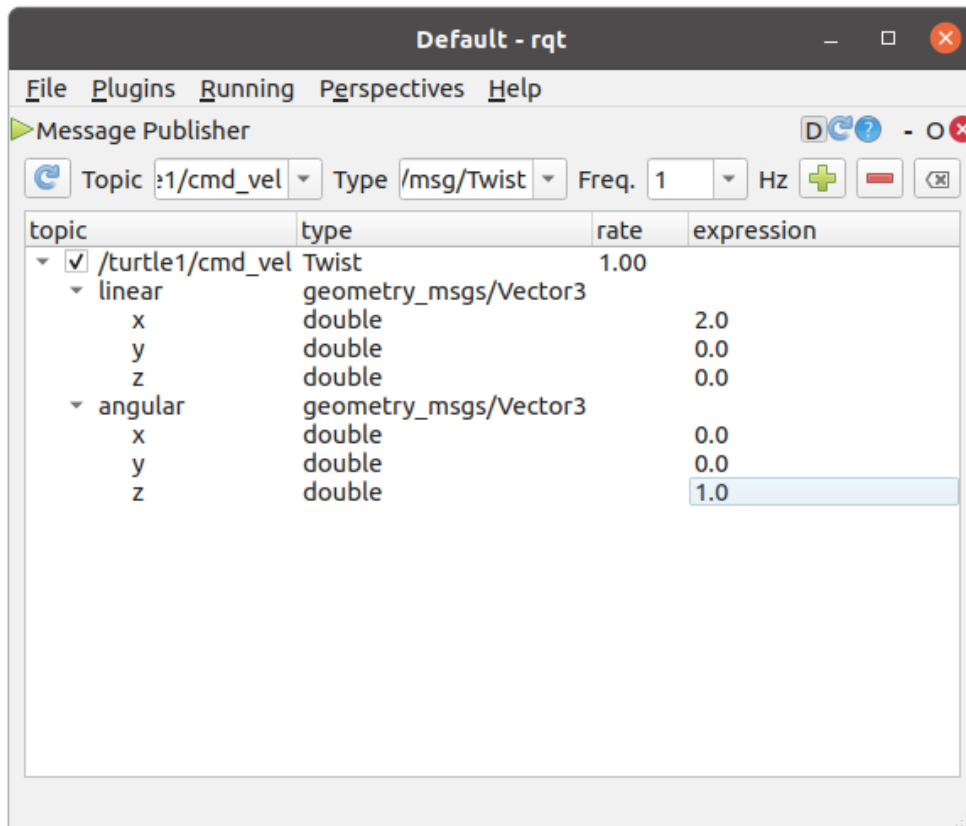 Default - rqt
File Plugins Running Perspectives Help
Message Publisher D ? - O
Topic e1/cmd_vel Type /msg/Twist Freq. 1 Hz
topic type rate expression
/turtle1/cmd_vel Twist 1.00
linear geometry_msgs/Vector3
x double 2.0
y double 0.0
z double 0.0
angular geometry_msgs/Vector3
x double 0.0
y double 0.0
z double 1.0